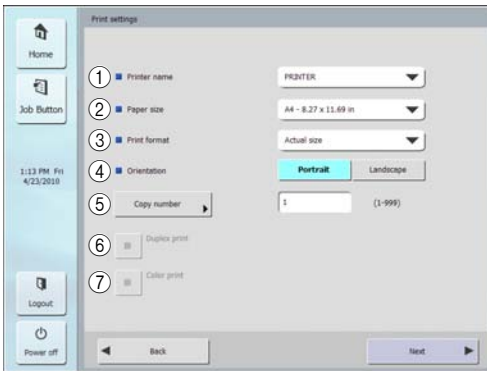 Print settings
Home
Job Button
1:13 PM Fri
4/23/2010
Logout
Power off
① Printer name PRINTER
② Paper size A4 - 8.27 x 11.69 in
③ Print format Actual size
④ Orientation Portrait Landscape
⑤ Copy number 1 (1-999)
⑥ Duplex print
⑦ Color print
Back Next